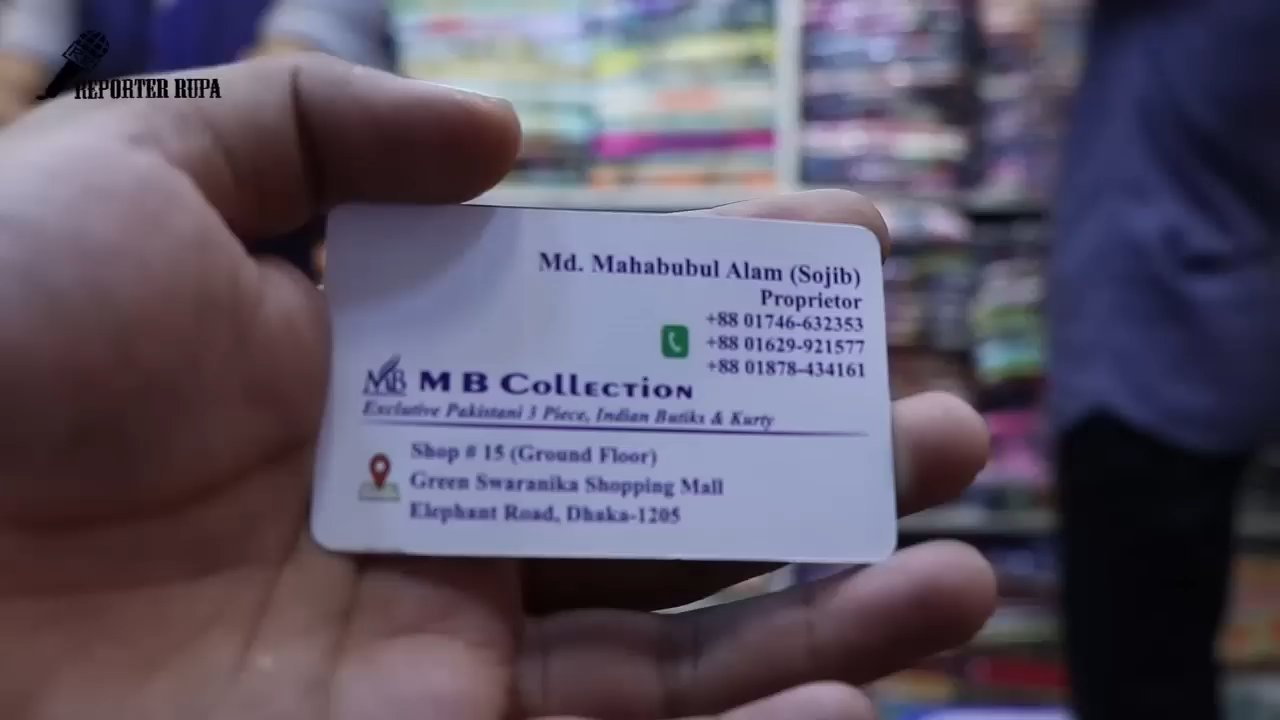 REPORTER RUPA
Md. Mahabubul Alam (Sojib)
Proprietor
+88 01746-632353
+88 01629-921577
+88 01878-434161
MB M B Collection
Exclutive Pakistani 3 Piece, Indian Butiks & Kurty
Shop # 15 (Ground Floor)
Green Swaranika Shopping Mall
Elephant Road, Dhaka-1205